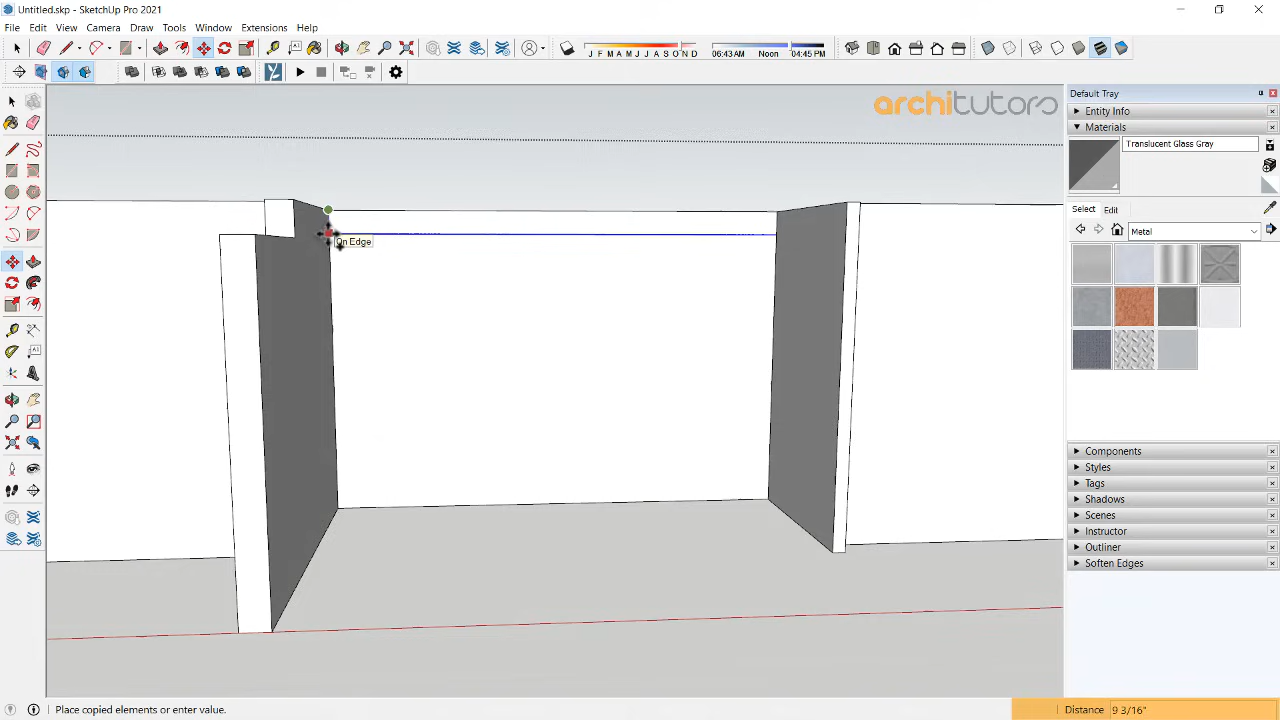 Untitled.skp - SketchUp Pro 2021
File Edit View Camera Draw Tools Window Extensions Help
J F M A M J J A S O N D
06:43 AM Noon 04:45 PM
architutors
Default Tray
Entity Info
Materials
Translucent Glass Gray
Select Edit
Metal
On Edge
Components
Styles
Tags
Shadows
Scenes
Instructor
Outliner
Soften Edges
Place copied elements or enter value.
Distance 9 3/16"